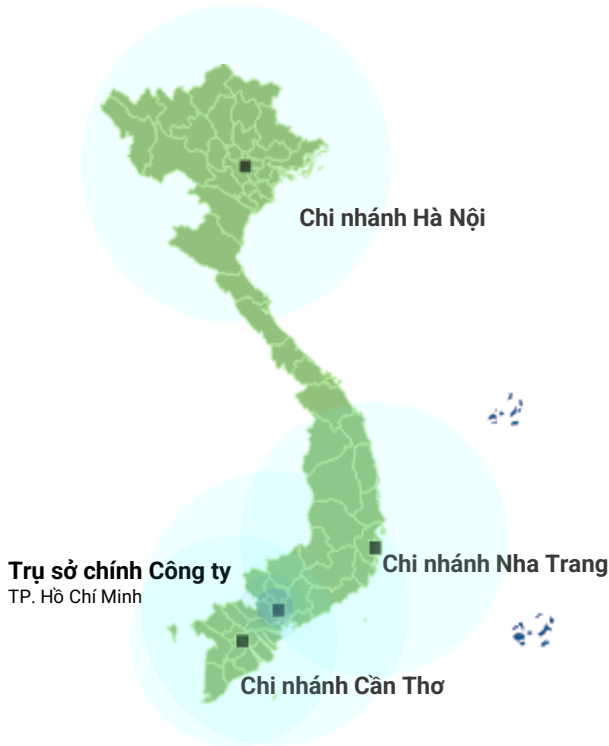 Chi nhánh Hà Nội
Chi nhánh Nha Trang
Trụ sở chính Công ty
TP. Hồ Chí Minh
Chi nhánh Cần Thơ